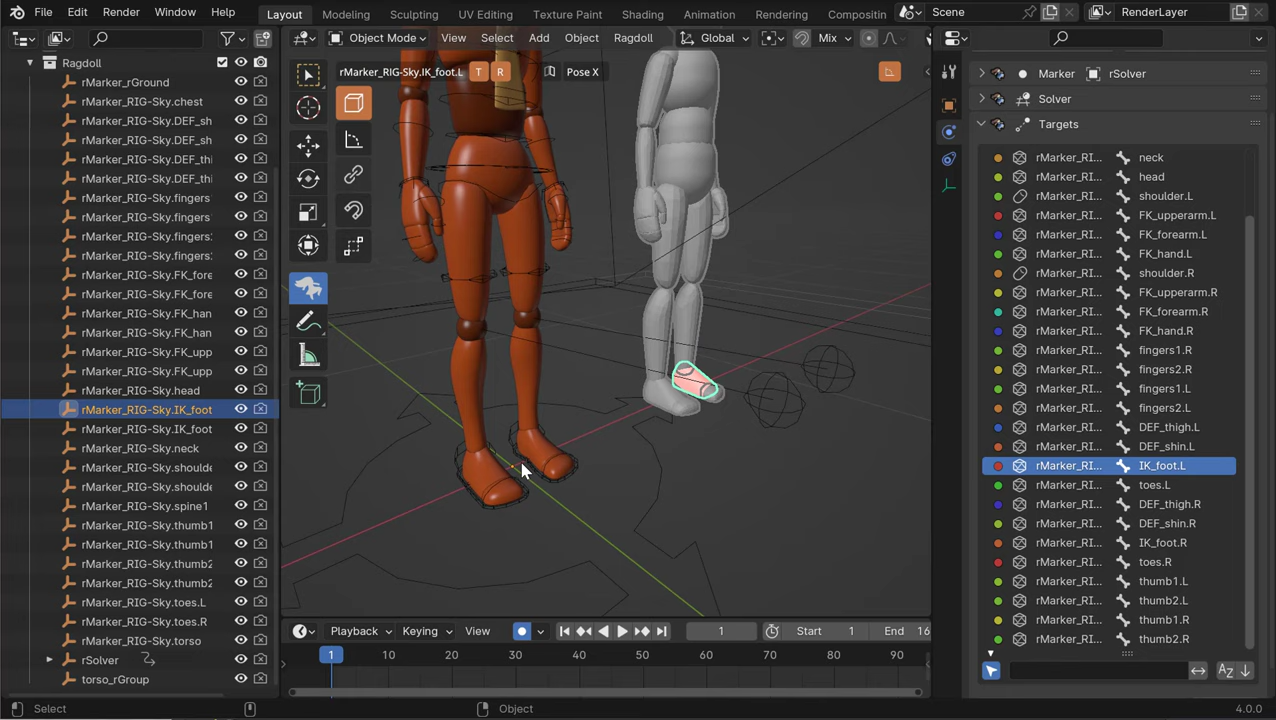 File Edit Render Window Help Layout Modeling Sculpting UV Editing Texture Paint Shading Animation Rendering Compositin Scene RenderLayer
Object Mode View Select Add Object Ragdoll Global Mix
Ragdoll
rMarker_rGround
rMarker_RIG-Sky.chest
rMarker_RIG-Sky.DEF_sh
rMarker_RIG-Sky.DEF_sh
rMarker_RIG-Sky.DEF_thi
rMarker_RIG-Sky.DEF_thi
rMarker_RIG-Sky.fingers
rMarker_RIG-Sky.fingers
rMarker_RIG-Sky.fingers
rMarker_RIG-Sky.fingers
rMarker_RIG-Sky.FK_fore
rMarker_RIG-Sky.FK_fore
rMarker_RIG-Sky.FK_han
rMarker_RIG-Sky.FK_han
rMarker_RIG-Sky.FK_upp
rMarker_RIG-Sky.FK_upp
rMarker_RIG-Sky.head
rMarker_RIG-Sky.IK_foot
rMarker_RIG-Sky.IK_foot
rMarker_RIG-Sky.neck
rMarker_RIG-Sky.shoulde
rMarker_RIG-Sky.shoulde
rMarker_RIG-Sky.spine1
rMarker_RIG-Sky.thumb1
rMarker_RIG-Sky.thumb1
rMarker_RIG-Sky.thumb2
rMarker_RIG-Sky.thumb2
rMarker_RIG-Sky.toes.L
rMarker_RIG-Sky.toes.R
rMarker_RIG-Sky.torso
rSolver
torso_rGroup
rMarker_RIG-Sky.IK_foot.L T R Pose X
Marker rSolver
Solver
Targets
rMarker_RI... neck
rMarker_RI... head
rMarker_RI... shoulder.L
rMarker_RI... FK_upperarm.L
rMarker_RI... FK_forearm.L
rMarker_RI... FK_hand.L
rMarker_RI... shoulder.R
rMarker_RI... FK_upperarm.R
rMarker_RI... FK_forearm.R
rMarker_RI... FK_hand.R
rMarker_RI... fingers1.R
rMarker_RI... fingers2.R
rMarker_RI... fingers1.L
rMarker_RI... fingers2.L
rMarker_RI... DEF_thigh.L
rMarker_RI... DEF_shin.L
rMarker_RI... IK_foot.L
rMarker_RI... toes.L
rMarker_RI... DEF_thigh.R
rMarker_RI... DEF_shin.R
rMarker_RI... IK_foot.R
rMarker_RI... toes.R
rMarker_RI... thumb1.L
rMarker_RI... thumb2.L
rMarker_RI... thumb1.R
rMarker_RI... thumb2.R
Playback Keying View 1 Start 1 End 16
1 10 20 30 40 50 60 70 80 90
Select Object 4.0.0